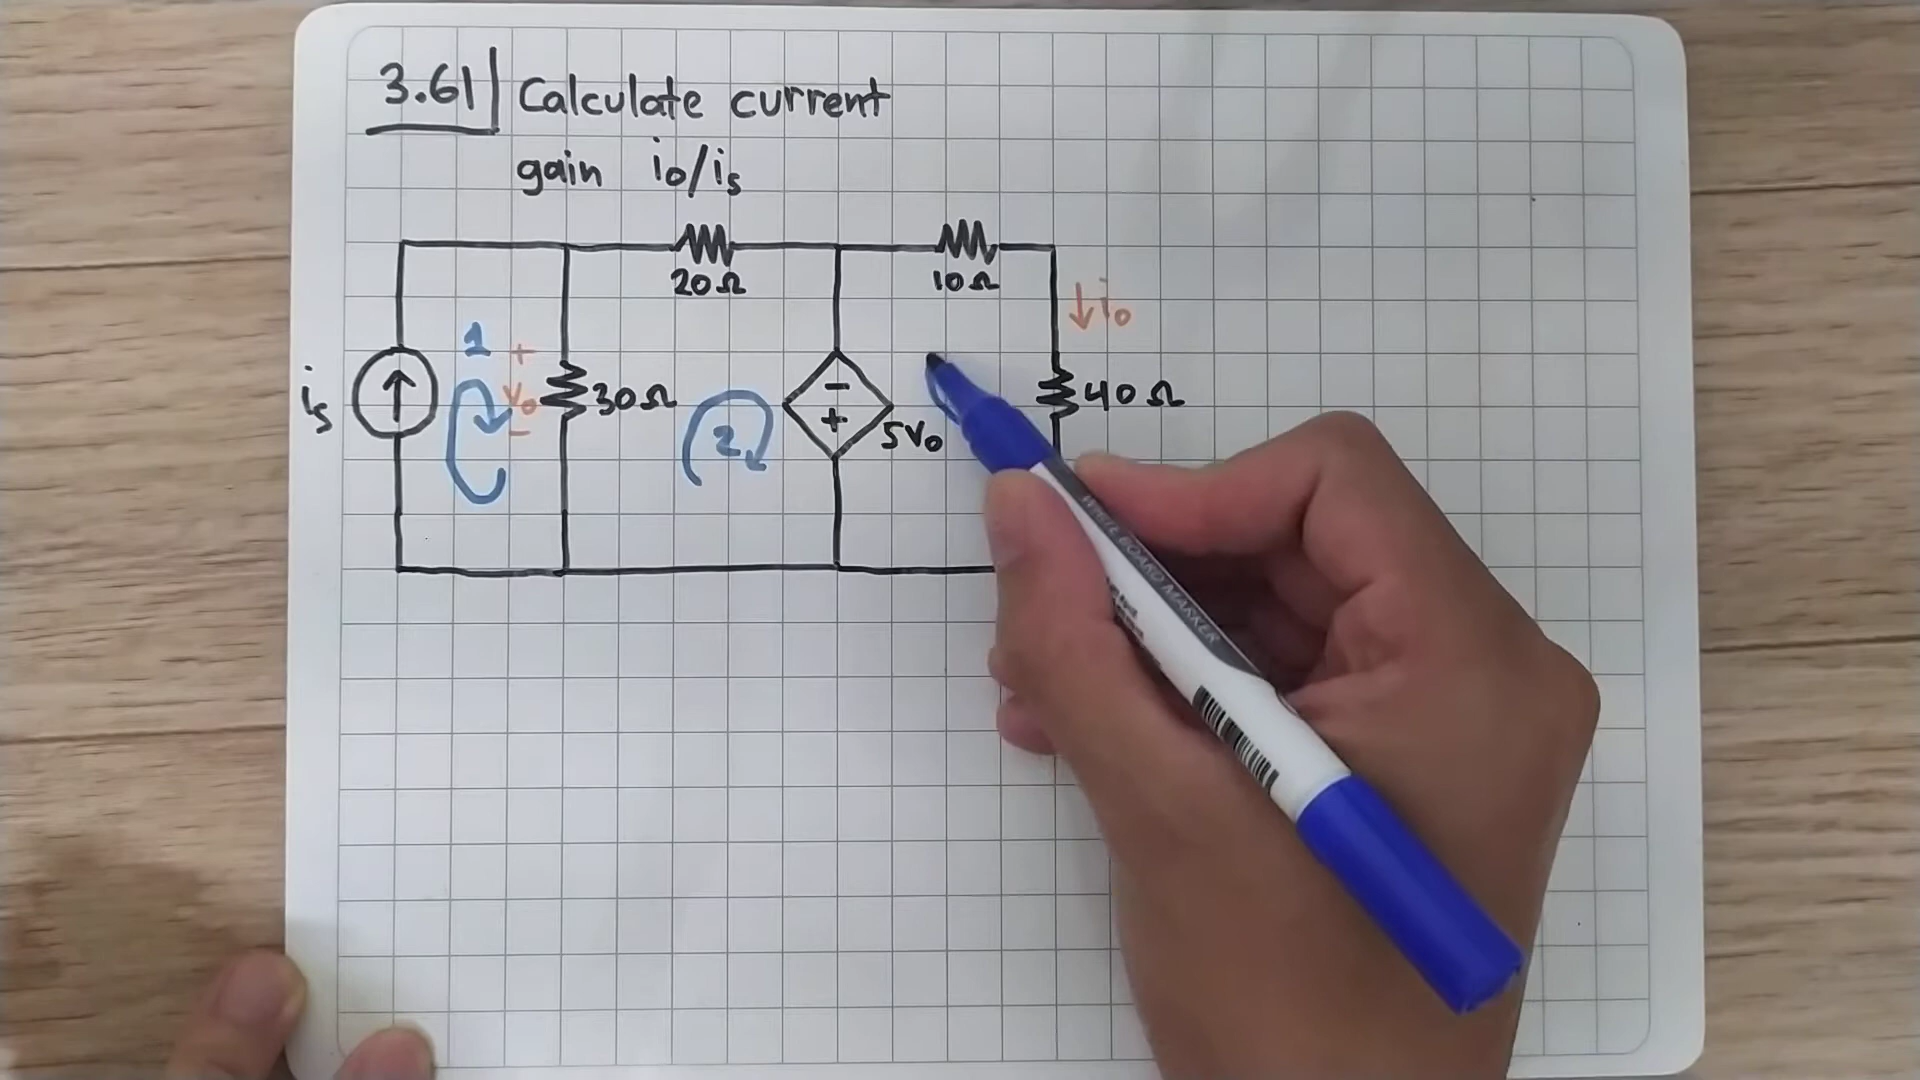 3.61 Calculate current
gain io/is
20Ω
10Ω
io
1
+
vo
-
is
30Ω
2
-
+
5vo
40Ω
WHITE BOARD MARKER